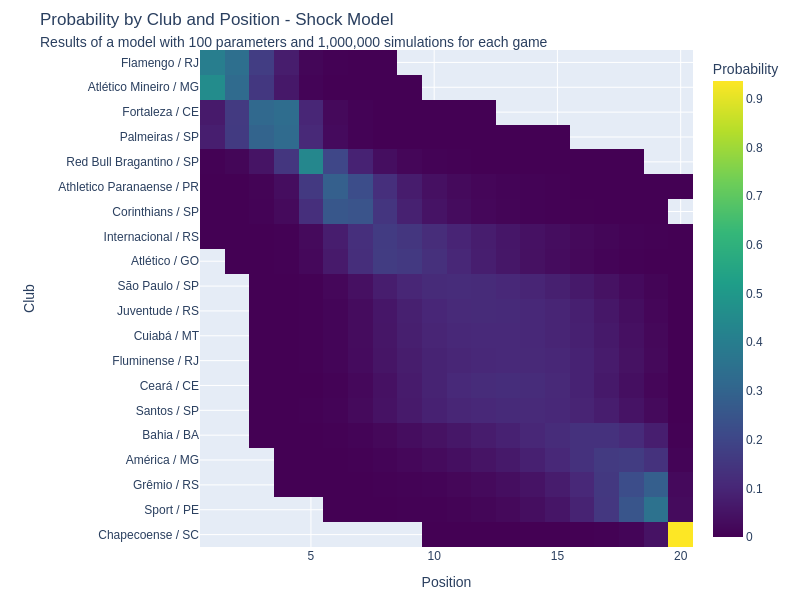 Probability by Club and Position - Shock Model
Results of a model with 100 parameters and 1,000,000 simulations for each game
Probability
Flamengo / RJ
Atlético Mineiro / MG
Fortaleza / CE
Palmeiras / SP
Red Bull Bragantino / SP
Athletico Paranaense / PR
Corinthians / SP
Internacional / RS
Atlético / GO
São Paulo / SP
Juventude / RS
Cuiabá / MT
Fluminense / RJ
Ceará / CE
Santos / SP
Bahia / BA
América / MG
Grêmio / RS
Sport / PE
Chapecoense / SC
Club
5
10
15
20
Position
0.9
0.8
0.7
0.6
0.5
0.4
0.3
0.2
0.1
0